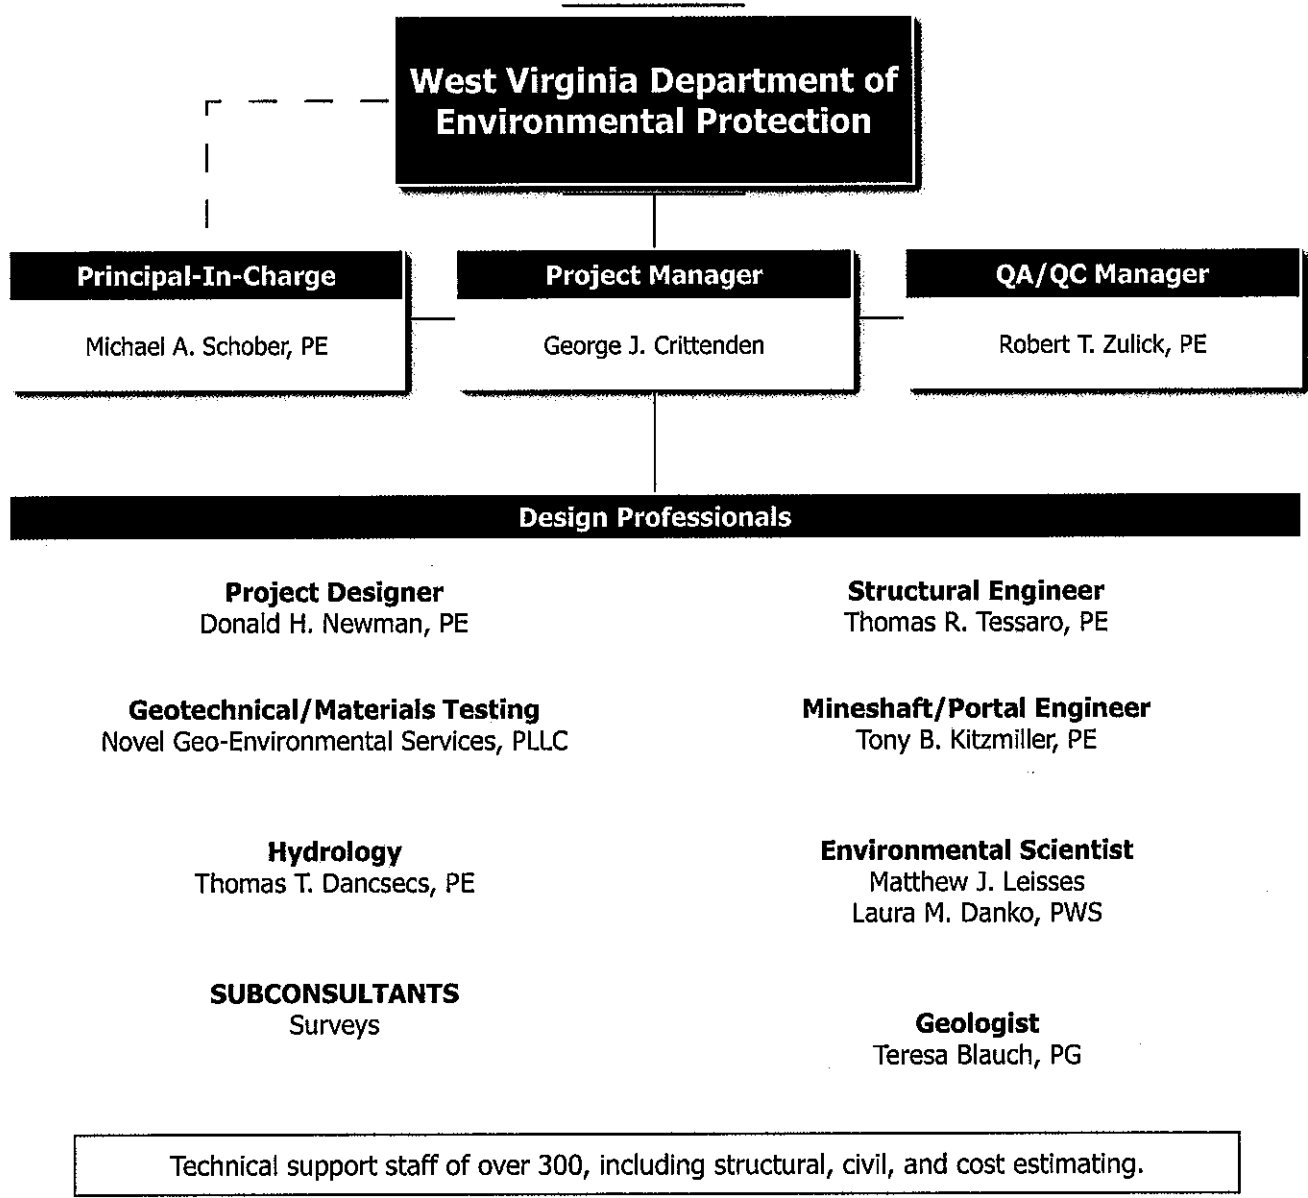 West Virginia Department of
Environmental Protection
Principal-In-Charge
Michael A. Schober, PE
Project Manager
George J. Crittenden
QA/QC Manager
Robert T. Zulick, PE
Design Professionals
Project Designer
Donald H. Newman, PE
Structural Engineer
Thomas R. Tessaro, PE
Geotechnical/Materials Testing
Novel Geo-Environmental Services, PLLC
Mineshaft/Portal Engineer
Tony B. Kitzmiller, PE
Hydrology
Thomas T. Dancsecs, PE
Environmental Scientist
Matthew J. Leisses
Laura M. Danko, PWS
SUBCONSULTANTS
Surveys
Geologist
Teresa Blauch, PG
Technical support staff of over 300, including structural, civil, and cost estimating.